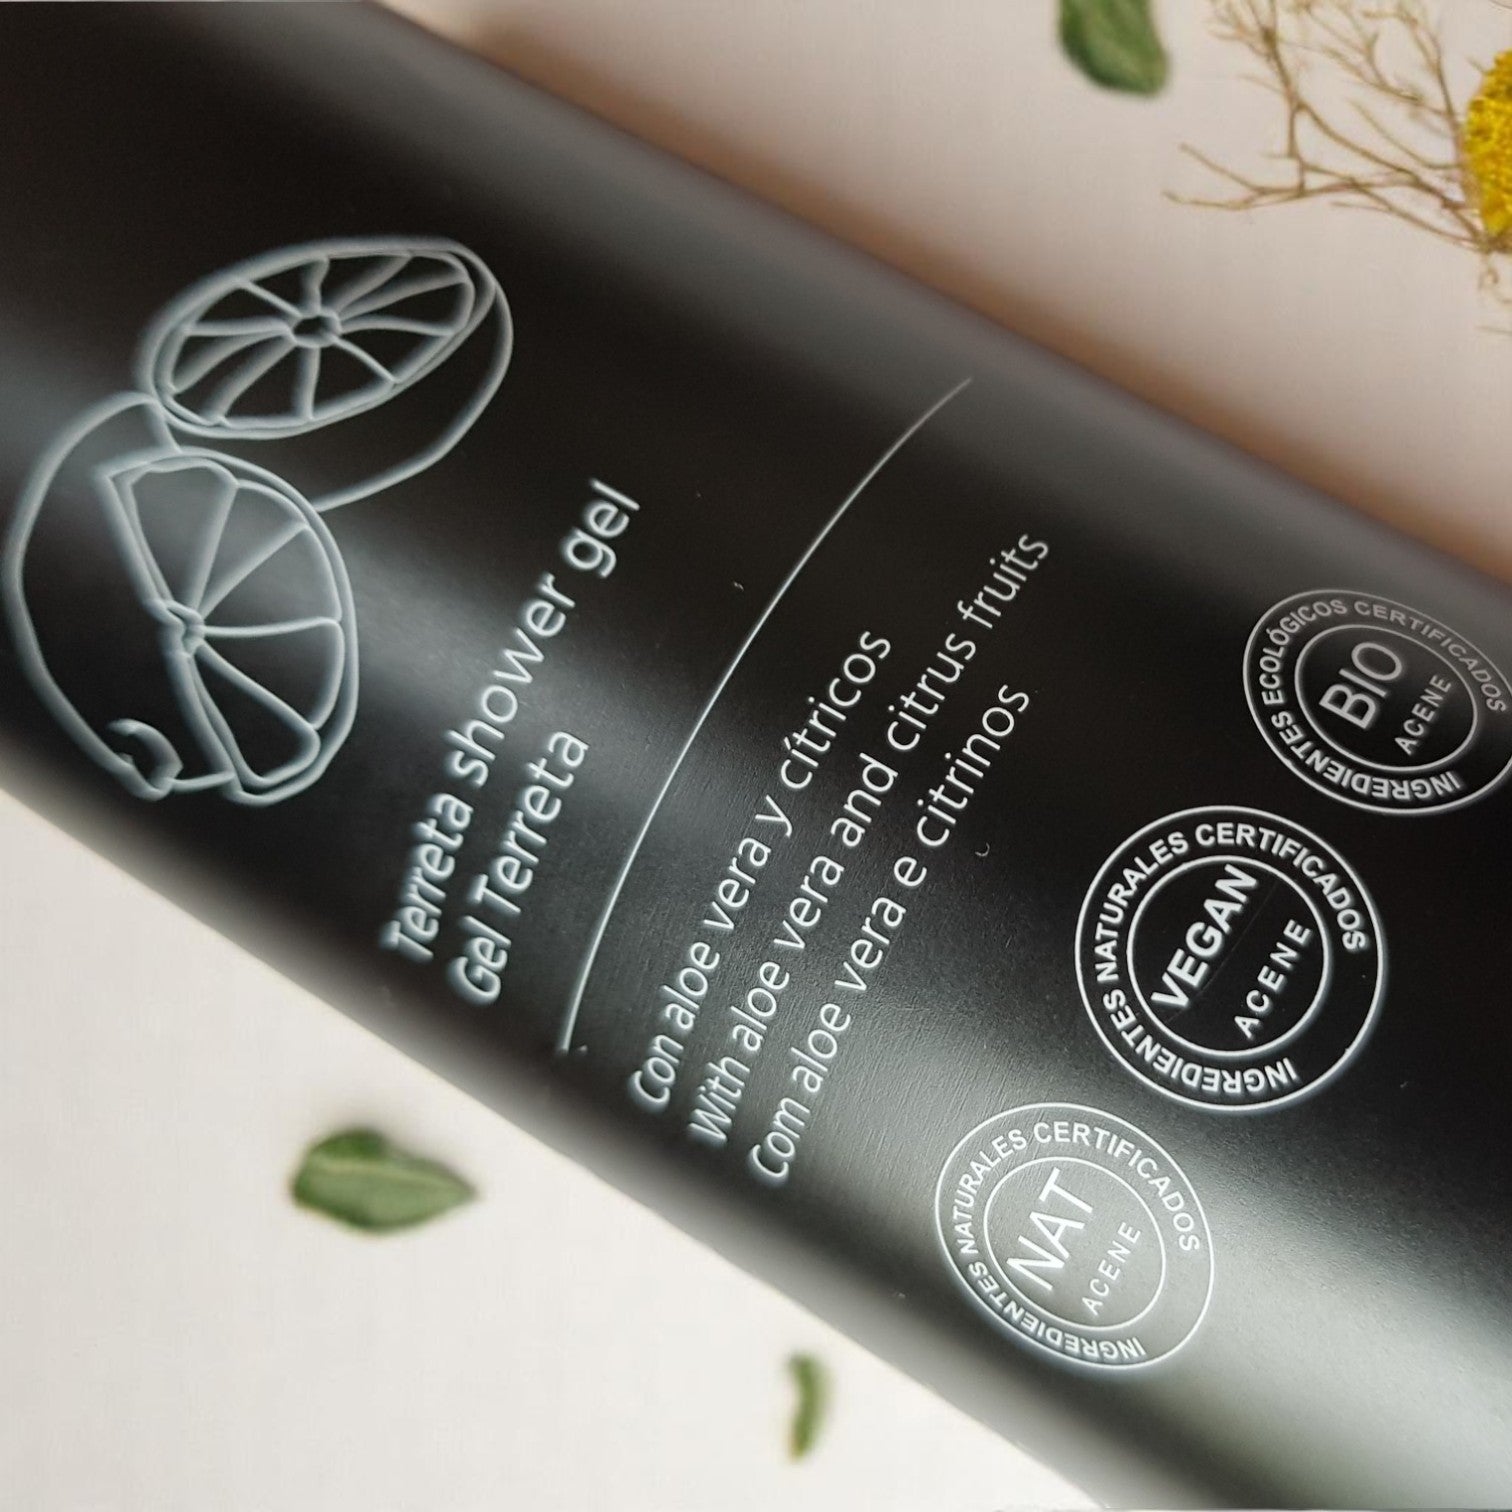 Terreta shower gel
Gel Terreta
Con aloe vera y cítricos
With aloe vera and citrus fruits
Com aloe vera e citrinos
INGREDIENTES ECOLÓGICOS CERTIFICADOS
BIO
ACENE
INGREDIENTES NATURALES CERTIFICADOS
VEGAN
ACENE
INGREDIENTES NATURALES CERTIFICADOS
NAT
ACENE